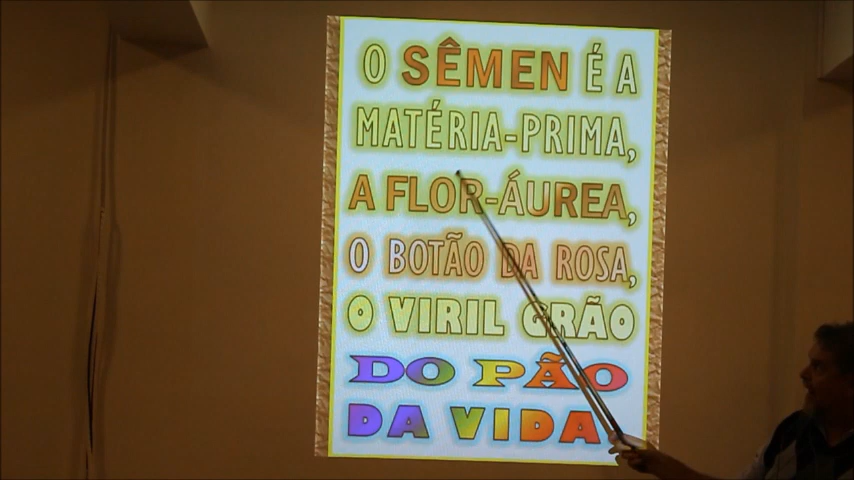 O SÊMEN É A
MATÉRIA-PRIMA,
A FLOR-ÁUREA,
O BOTÃO DA ROSA,
O VIRIL GRÃO
DO PÃO
DA VIDA